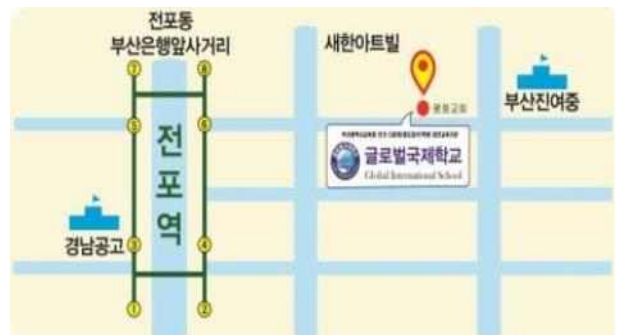 전포동
부산은행앞사거리
새한아트빌
부산진여중
⑦
⑧
⑤
⑥
전포역
글로벌국제학교
Global International School
경남공고
③
④
①
②